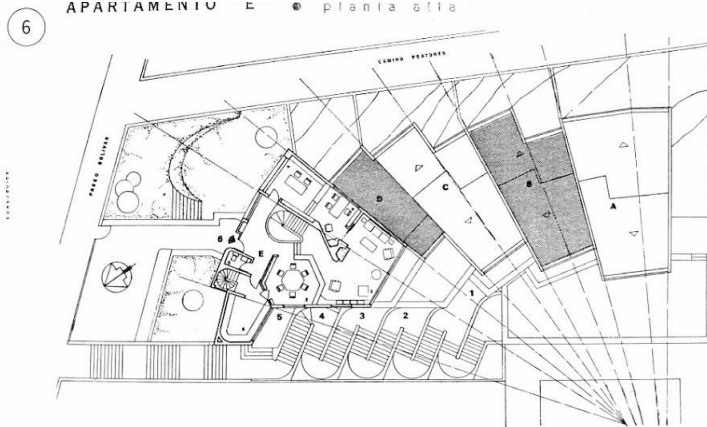 6
APARTAMENTO E planta alta
CAMINO PEATONES
PASEO BOLIVAR
D
C
B
A
6
E
1
5
4
3
2